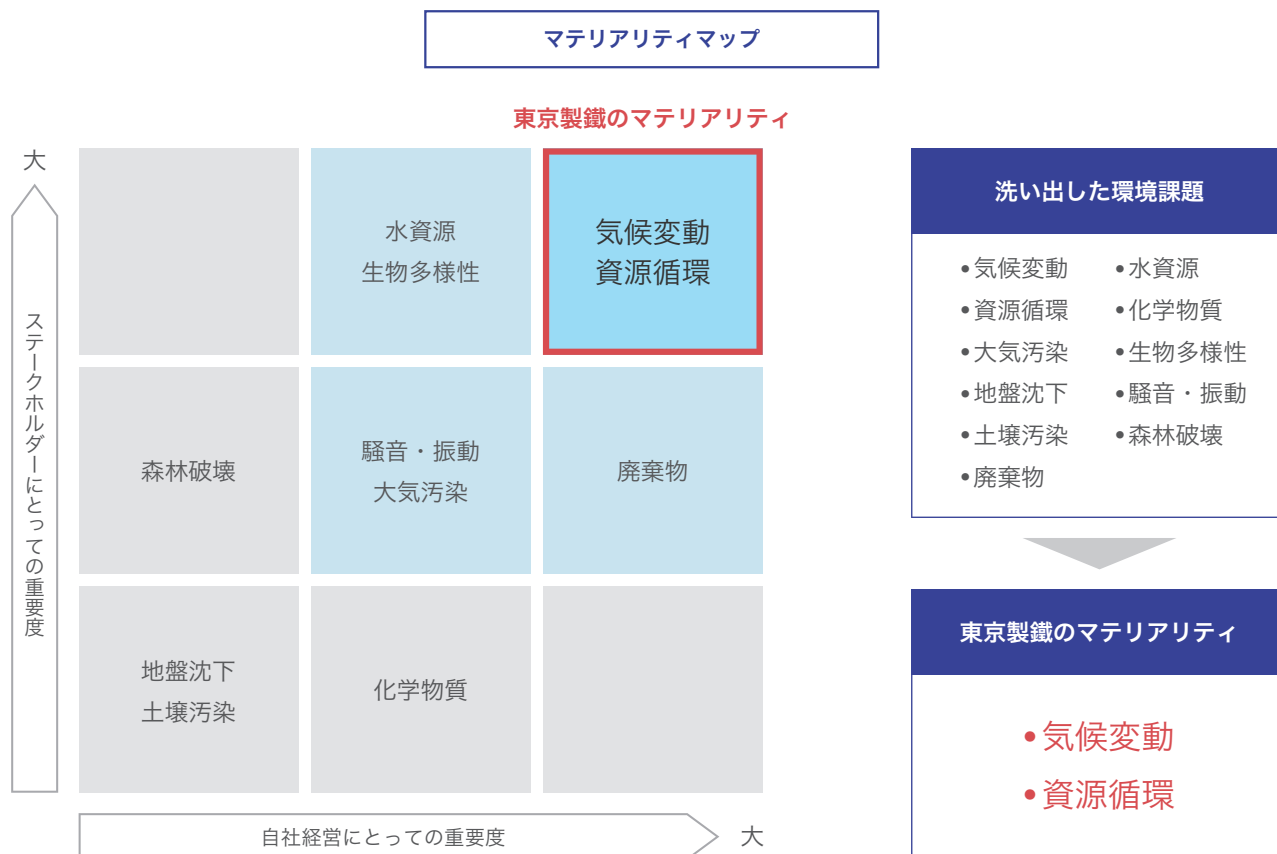 マテリアリティマップ
東京製鐵のマテリアリティ
大
ステークホルダーにとっての重要度
水資源
生物多様性
気候変動
資源循環
森林破壊
騒音・振動
大気汚染
廃棄物
地盤沈下
土壌汚染
化学物質
自社経営にとっての重要度
大
洗い出した環境課題
•気候変動
•資源循環
•大気汚染
•地盤沈下
•土壌汚染
•廃棄物
•水資源
•化学物質
•生物多様性
•騒音・振動
•森林破壊
東京製鐵のマテリアリティ
•気候変動
•資源循環